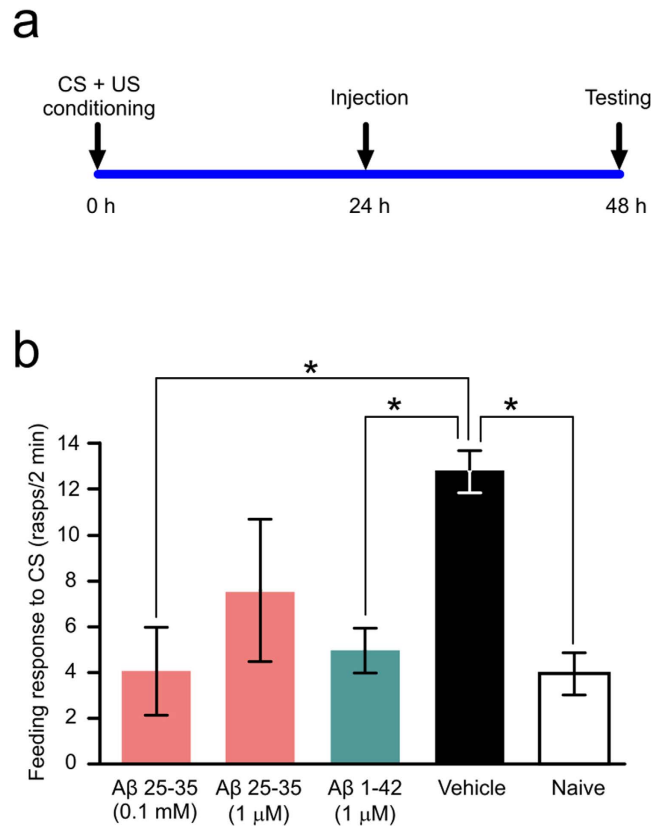 a
CS + US
conditioning
Injection
Testing
0 h
24 h
48 h
b
*
*
*
Feeding response to CS (rasps/2 min)
14
12
10
8
6
4
2
0
Aβ 25-35
(0.1 mM)
Aβ 25-35
(1 μM)
Aβ 1-42
(1 μM)
Vehicle
Naive